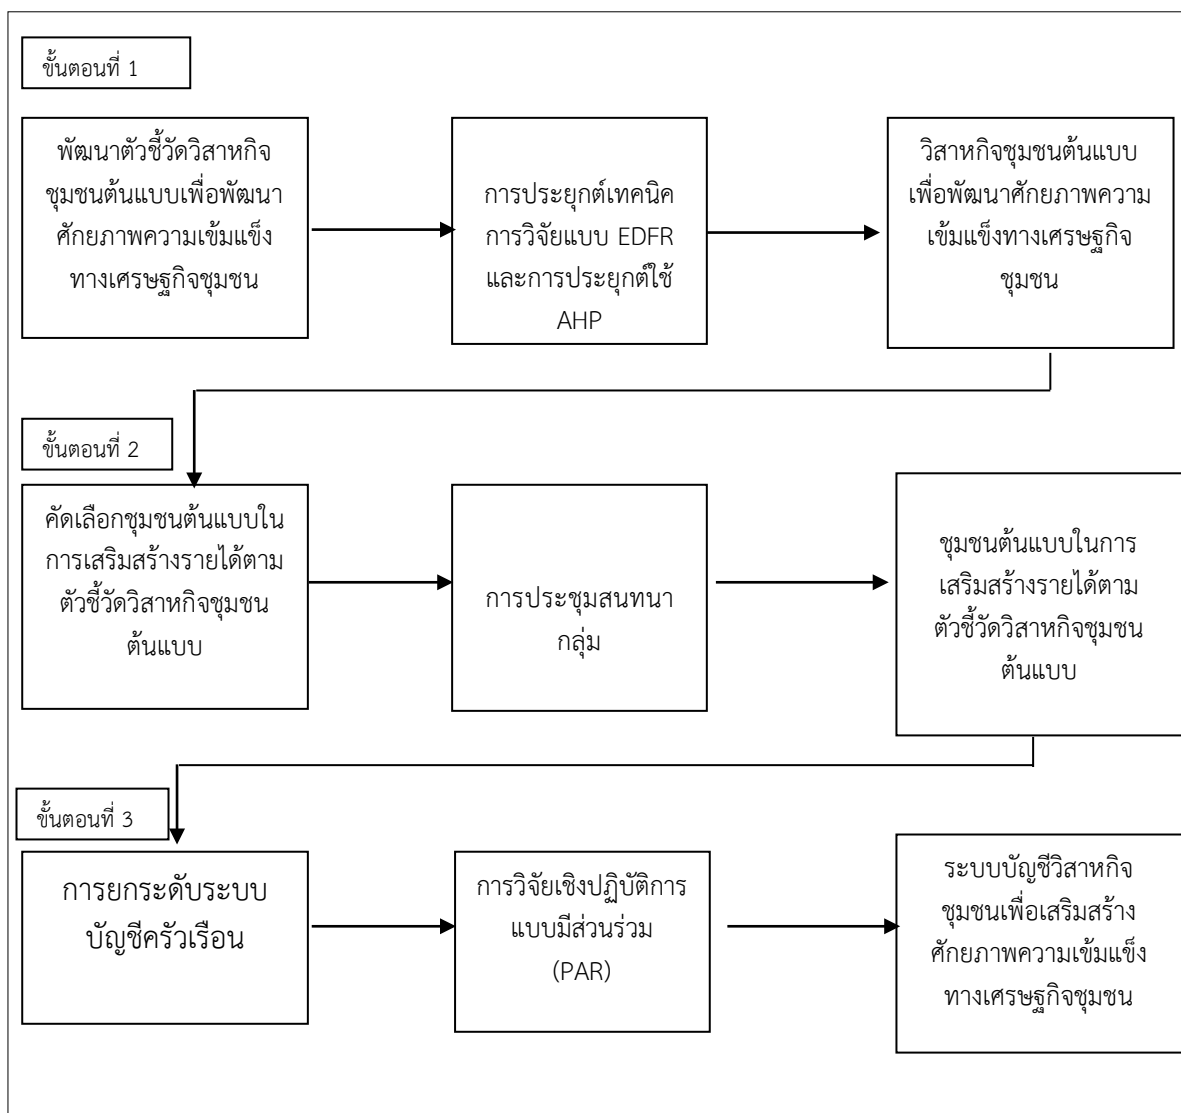 ขั้นตอนที่ 1
พัฒนาตัวชี้วัดวิสาหกิจ
ชุมชนต้นแบบเพื่อพัฒนา
ศักยภาพความเข้มแข็ง
ทางเศรษฐกิจชุมชน
การประยุกต์เทคนิค
การวิจัยแบบ EDFR
และการประยุกต์ใช้
AHP
วิสาหกิจชุมชนต้นแบบ
เพื่อพัฒนาศักยภาพความ
เข้มแข็งทางเศรษฐกิจ
ชุมชน
ขั้นตอนที่ 2
คัดเลือกชุมชนต้นแบบใน
การเสริมสร้างรายได้ตาม
ตัวชี้วัดวิสาหกิจชุมชน
ต้นแบบ
การประชุมสนทนา
กลุ่ม
ชุมชนต้นแบบในการ
เสริมสร้างรายได้ตาม
ตัวชี้วัดวิสาหกิจชุมชน
ต้นแบบ
ขั้นตอนที่ 3
การยกระดับระบบ
บัญชีครัวเรือน
การวิจัยเชิงปฏิบัติการ
แบบมีส่วนร่วม
(PAR)
ระบบบัญชีวิสาหกิจ
ชุมชนเพื่อเสริมสร้าง
ศักยภาพความเข้มแข็ง
ทางเศรษฐกิจชุมชน